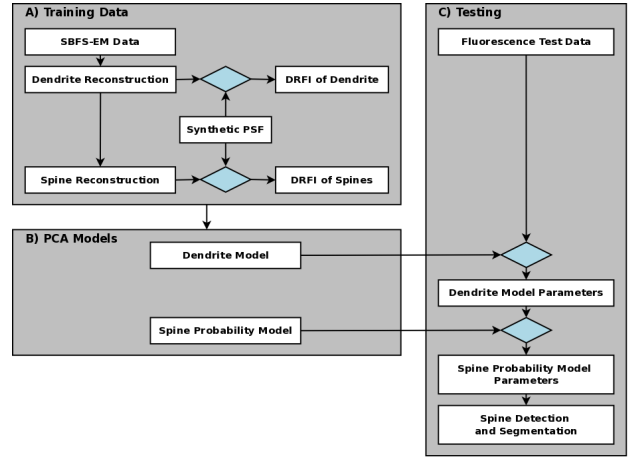 A) Training Data
SBFS-EM Data
Dendrite Reconstruction
DRFI of Dendrite
Synthetic PSF
Spine Reconstruction
DRFI of Spines
B) PCA Models
Dendrite Model
Spine Probability Model
C) Testing
Fluorescence Test Data
Dendrite Model Parameters
Spine Probability Model
Parameters
Spine Detection
and Segmentation